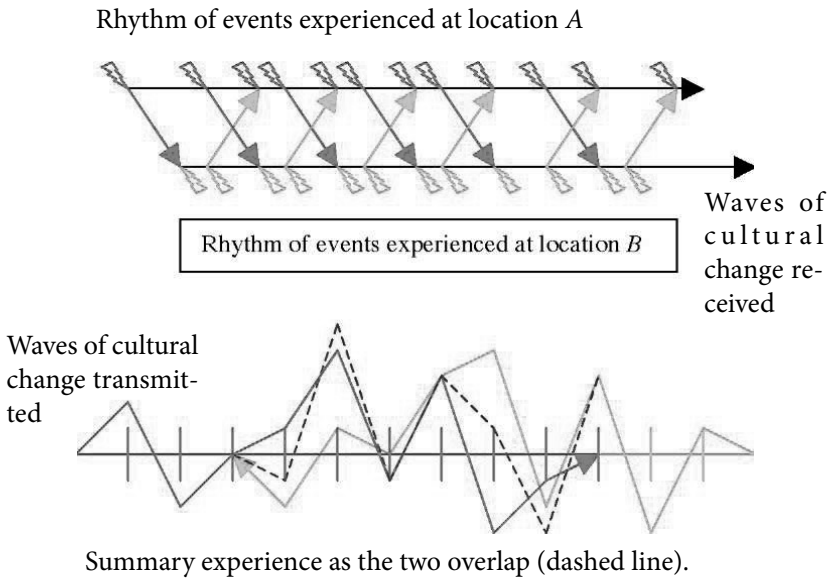 Rhythm of events experienced at location A
Rhythm of events experienced at location B
Waves of
cultural
change re-
ceived
Waves of cultural
change transmit-
ted
Summary experience as the two overlap (dashed line).